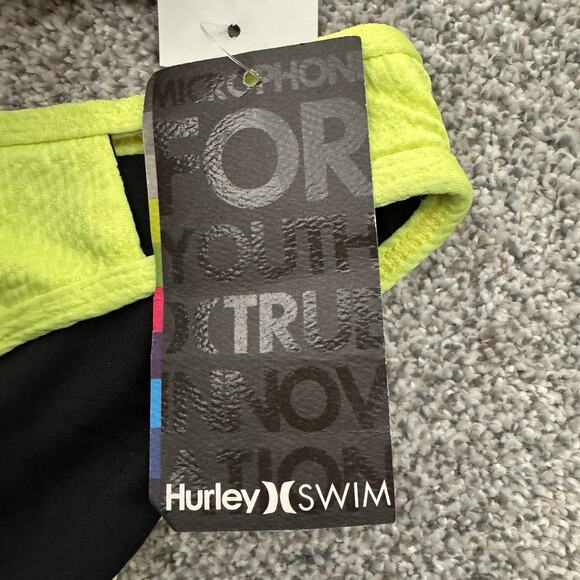 MICROPHONE
FOR
YOUTH
)(TRUE
INNOV
ATION
Hurley)(SWIM